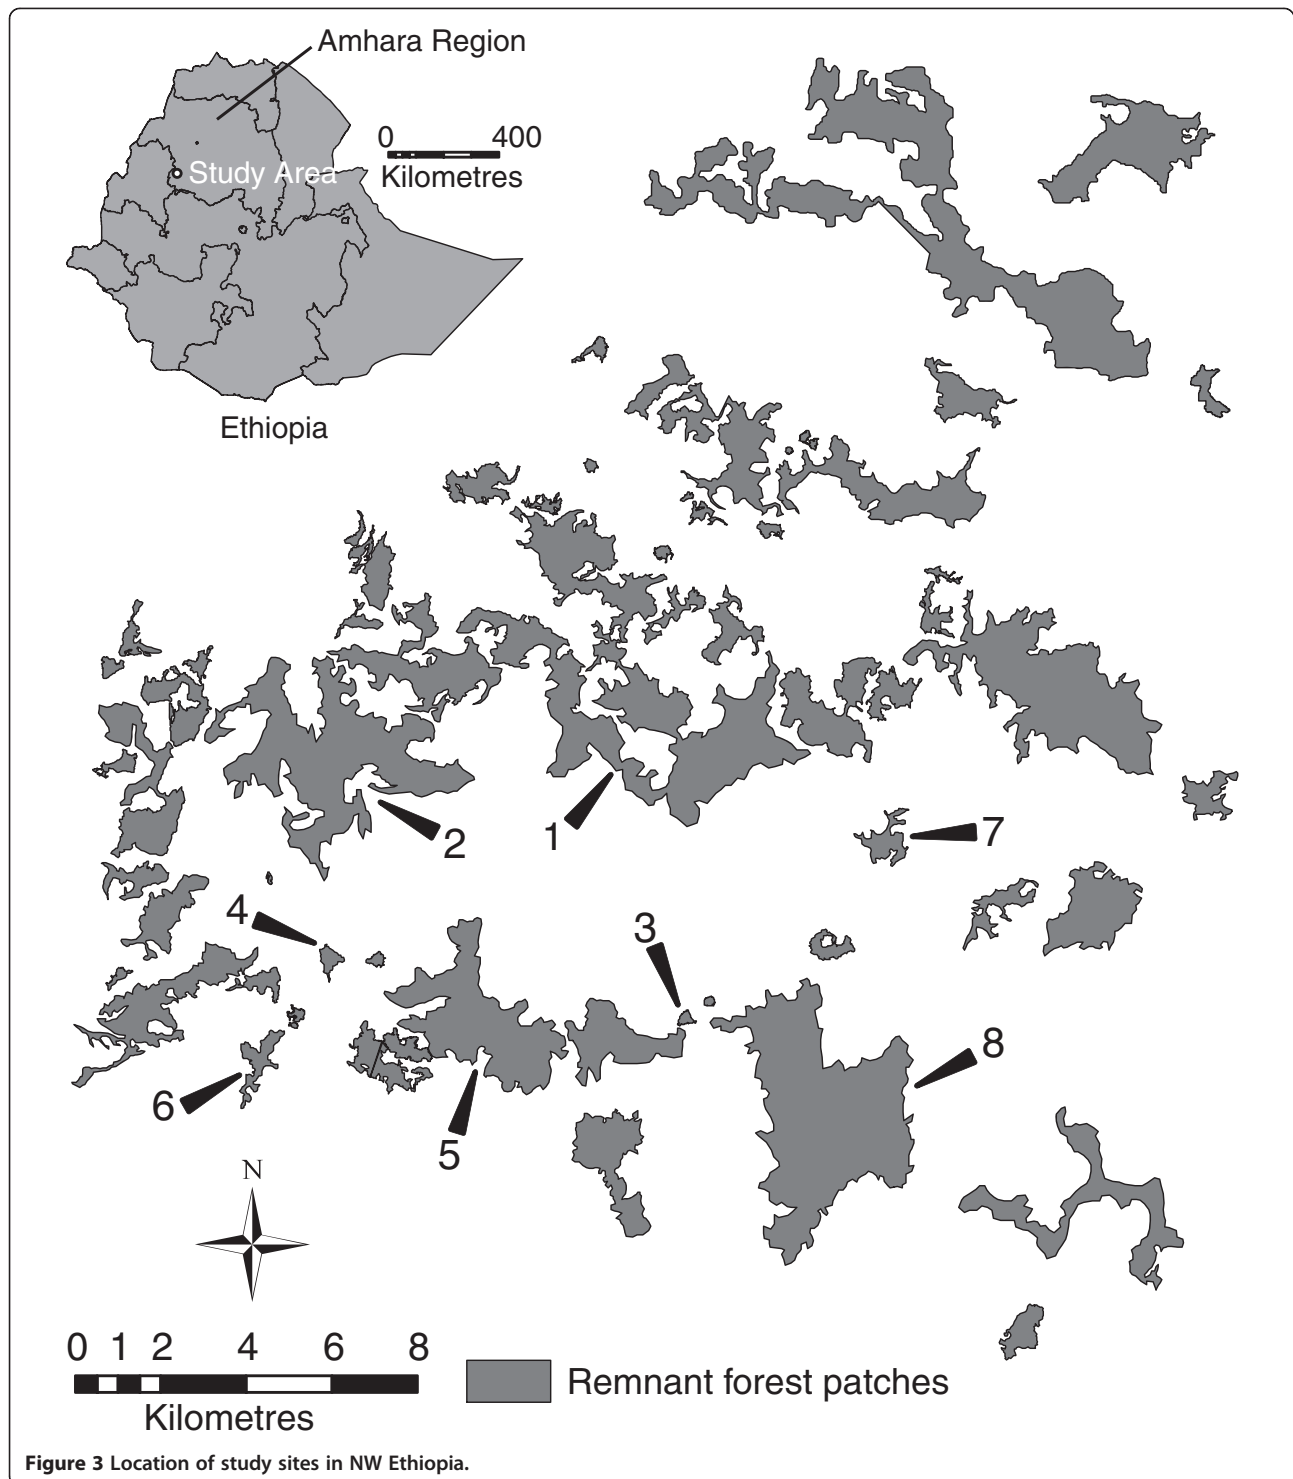 Amhara Region
0 400
Kilometres
Study Area
Ethiopia
1
2
7
4
3
8
6
5
N
0 1 2 4 6 8
Kilometres
Remnant forest patches
Figure 3 Location of study sites in NW Ethiopia.